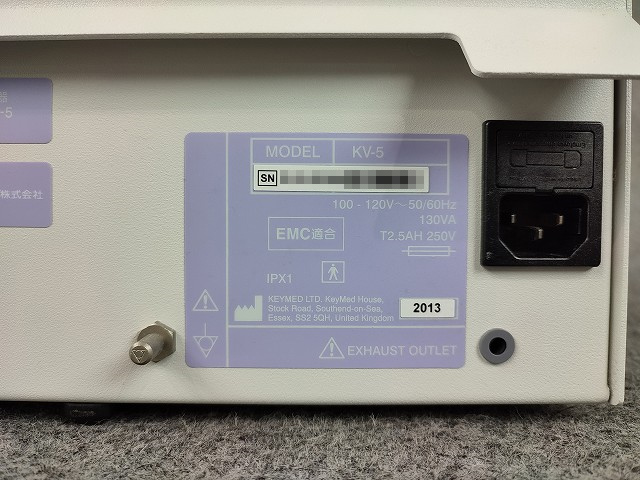 -5
株式会社
MODEL KV-5
SN
100 - 120V～50/60Hz
130VA
T2.5AH 250V
EMC適合
IPX1
KEYMED LTD. KeyMed House,
Stock Road, Southend-on-Sea,
Essex, SS2 5QH, United Kingdom
2013
EXHAUST OUTLET